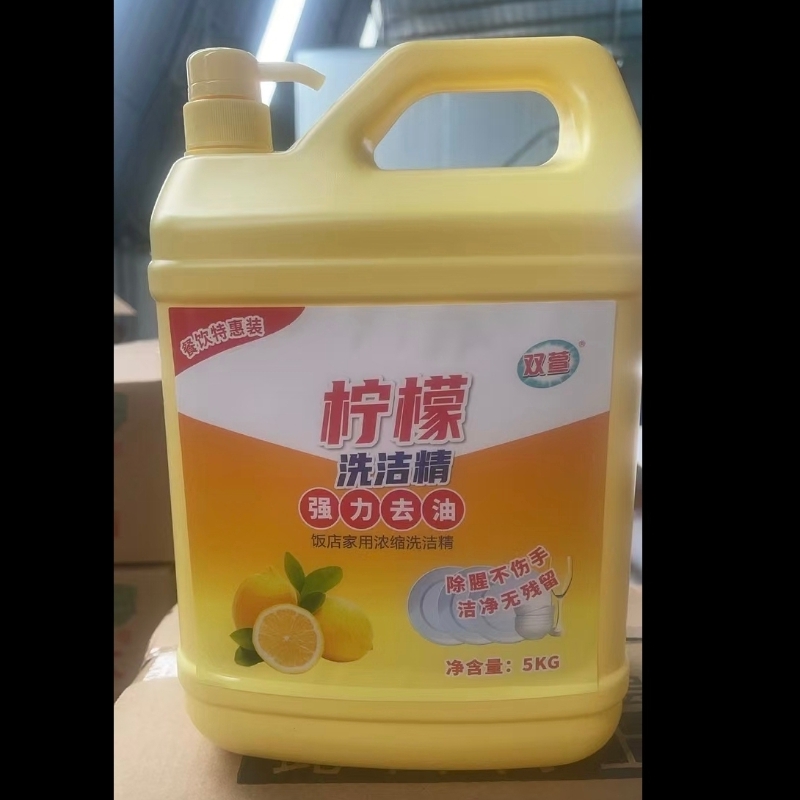 餐饮特惠装
双萱
柠檬
洗洁精
强力去油
饭店家用浓缩洗洁精
除腥不伤手
洁净无残留
净含量：5KG